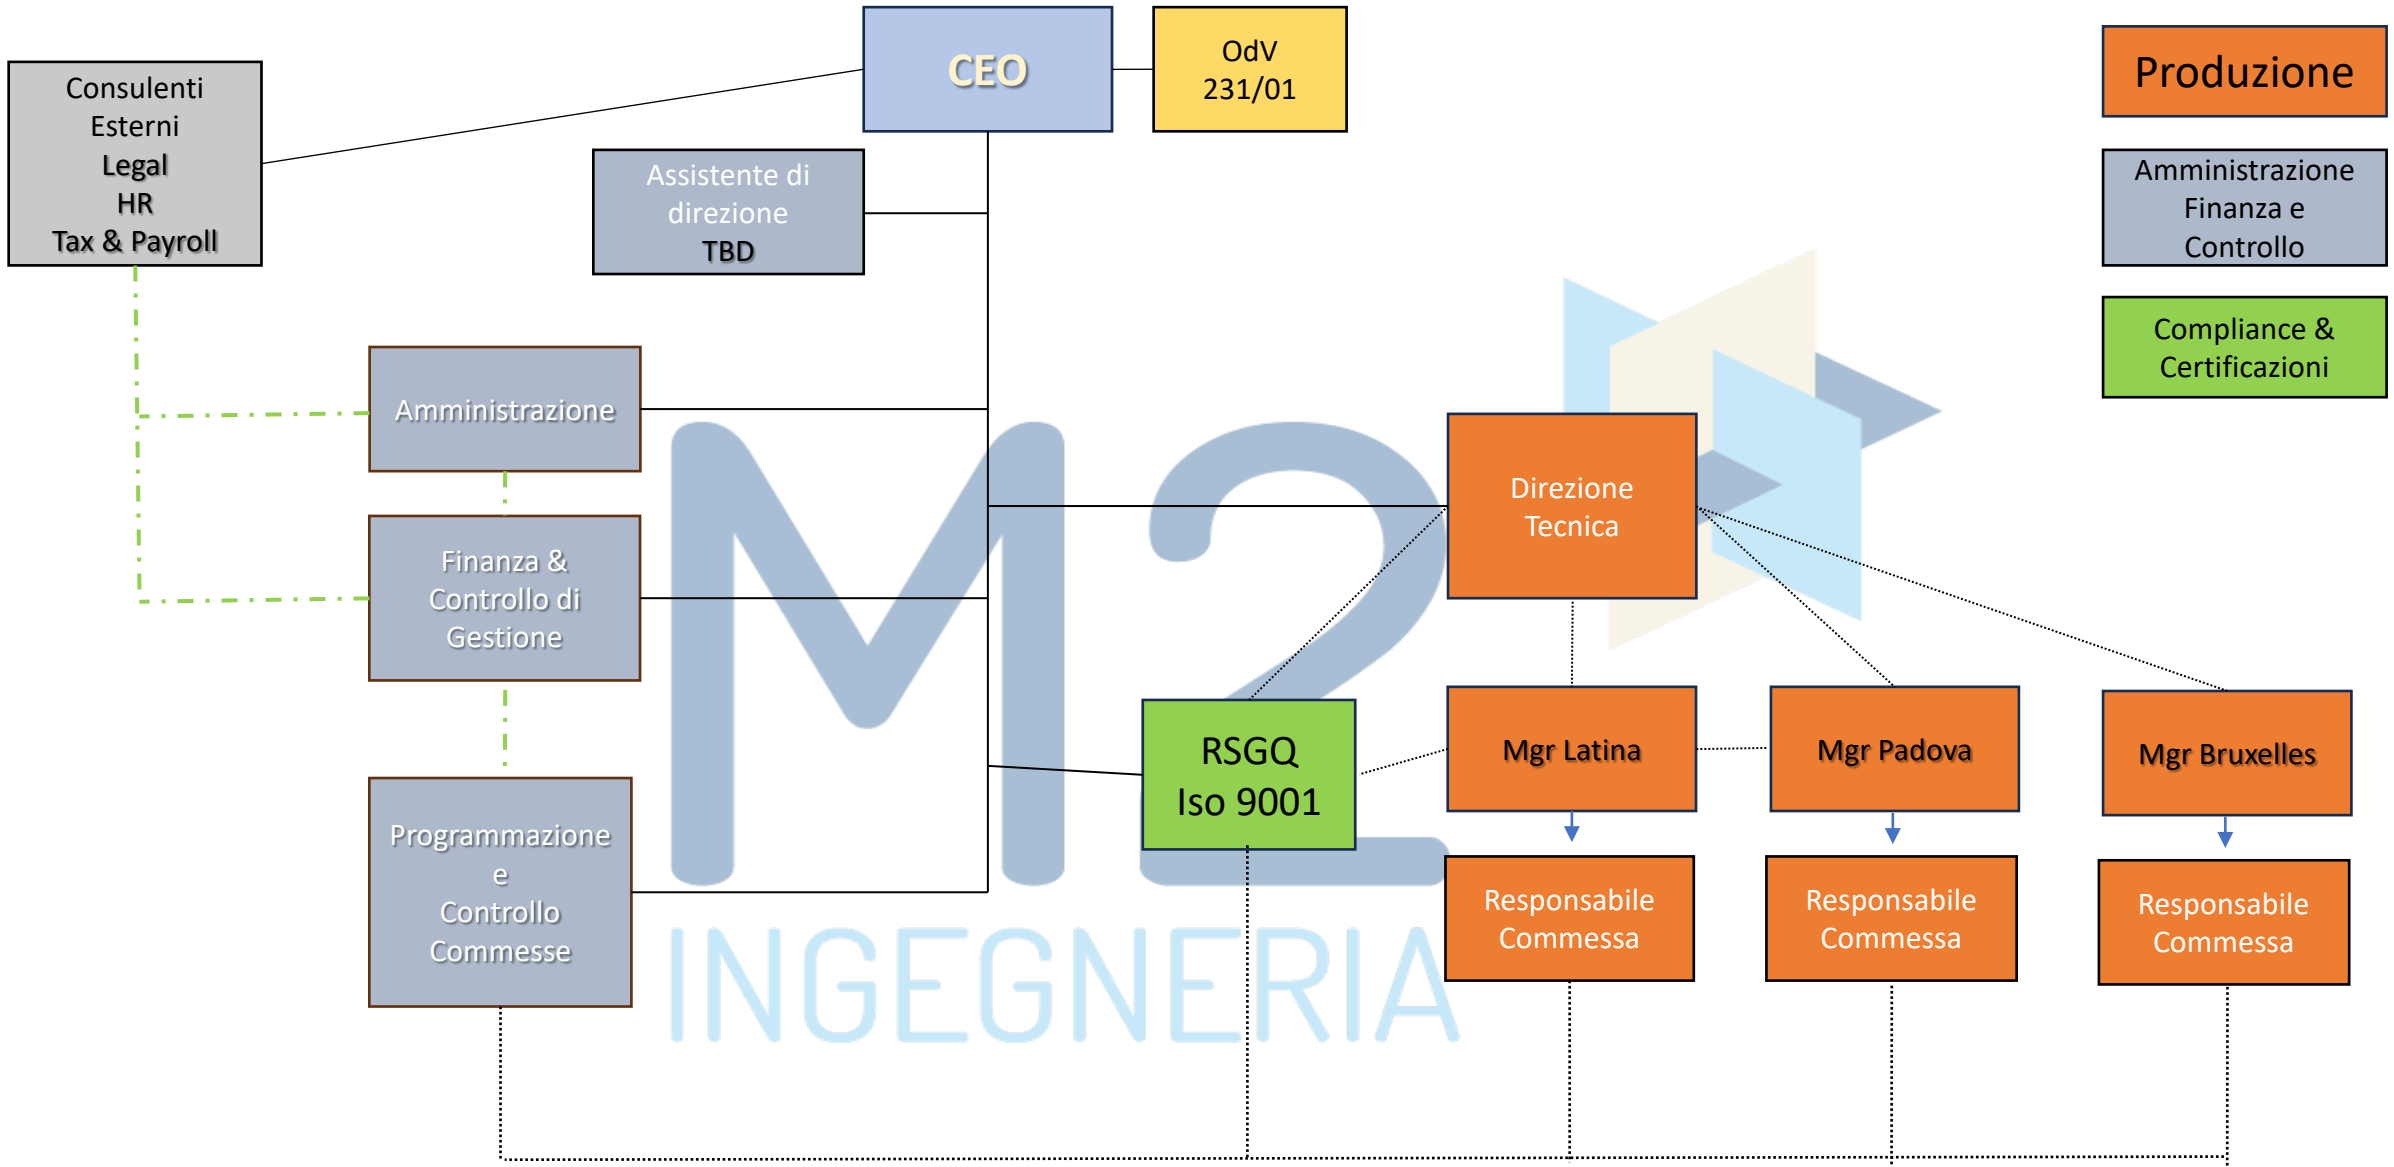 CEO
OdV
231/01
Consulenti
Esterni
Legal
HR
Tax & Payroll
Assistente di
direzione
TBD
Produzione
Amministrazione
Finanza e
Controllo
Compliance &
Certificazioni
Amministrazione
Finanza &
Controllo di
Gestione
Programmazione
e
Controllo
Commesse
Direzione
Tecnica
RSGQ
Iso 9001
Mgr Latina
Mgr Padova
Mgr Bruxelles
Responsabile
Commessa
Responsabile
Commessa
Responsabile
Commessa
M2
INGEGNERIA